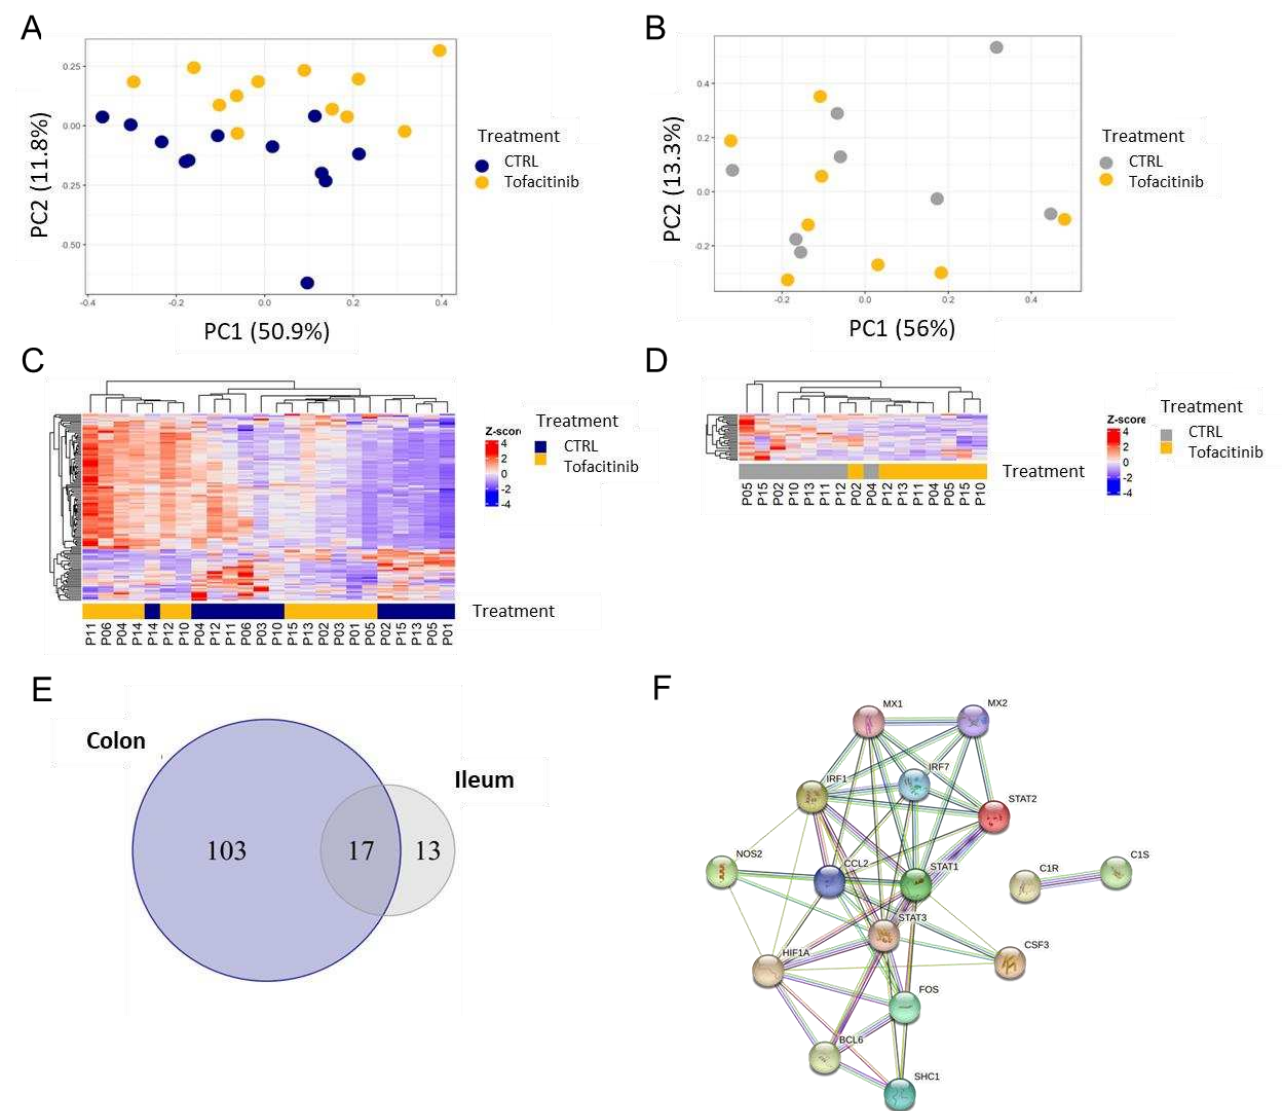 A
B
0.25
0.00
0.25
-0.50
-0.4
-0.2
0.0
0.2
0.4
PC2 (11.8%)
PC1 (50.9%)
Treatment
CTRL
Tofacitinib
0.4
0.2
0.0
-0.2
-0.2
0.0
0.2
0.4
PC2 (13.3%)
PC1 (56%)
Treatment
CTRL
Tofacitinib
C
D
Z-score
4
2
0
-2
-4
Treatment
CTRL
Tofacitinib
Treatment
P11 P06 P04 P14 P14 P12 P10 P04 P12 P11 P06 P03 P10 P15 P13 P02 P03 P01 P05 P02 P15 P13 P05 P01
Z-score
4
2
0
-2
-4
Treatment
CTRL
Tofacitinib
Treatment
P05 P15 P02 P10 P13 P11 P12 P02 P04 P12 P13 P11 P04 P05 P15 P10
E
Colon
Ileum
103
17
13
F
MX1
MX2
IRF1
IRF7
STAT2
NOS2
CCL2
STAT1
C1R
C1S
STAT3
HIF1A
CSF3
FOS
BCL6
SHC1